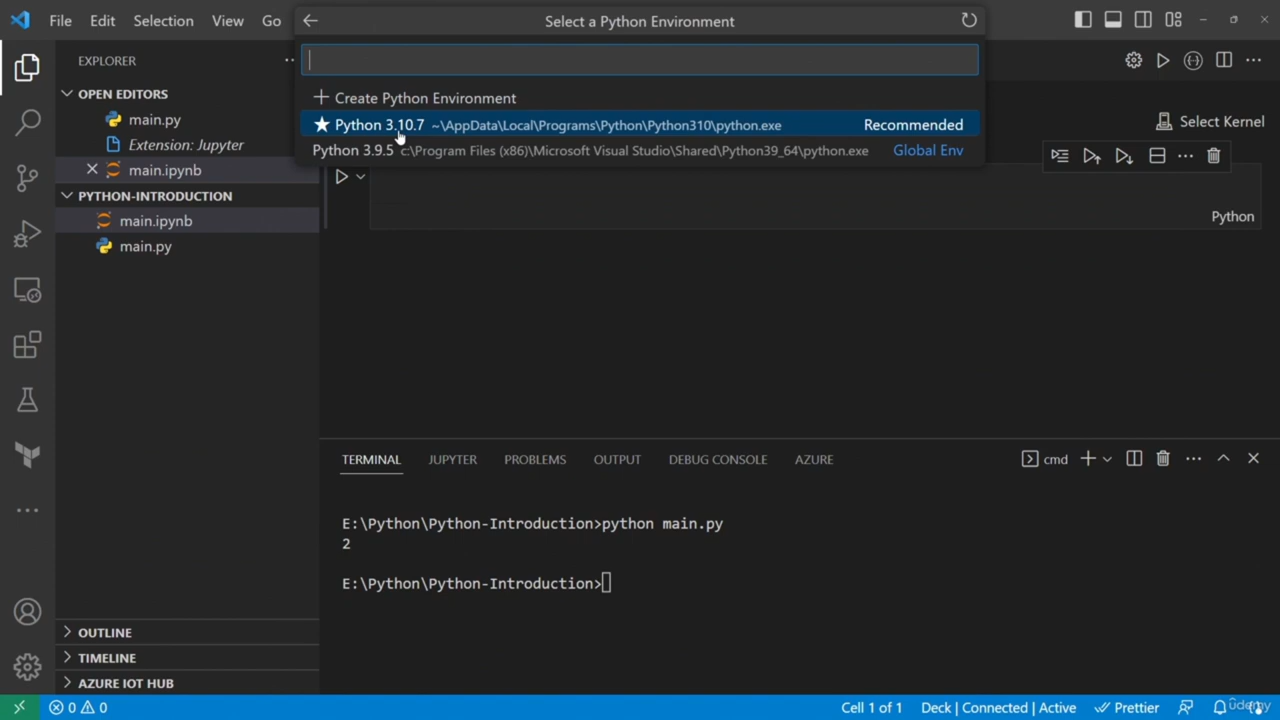 File Edit Selection View Go
Select a Python Environment
EXPLORER
OPEN EDITORS
main.py
Extension: Jupyter
main.ipynb
PYTHON-INTRODUCTION
main.ipynb
main.py
OUTLINE
TIMELINE
AZURE IOT HUB
Create Python Environment
Python 3.10.7 ~\AppData\Local\Programs\Python\Python310\python.exe Recommended
Python 3.9.5 c:\Program Files (x86)\Microsoft Visual Studio\Shared\Python39_64\python.exe Global Env
Select Kernel
Python
TERMINAL JUPYTER PROBLEMS OUTPUT DEBUG CONSOLE AZURE
cmd
E:\Python\Python-Introduction>python main.py
2
E:\Python\Python-Introduction>
0 0 Cell 1 of 1 Deck | Connected | Active Prettier
udemy